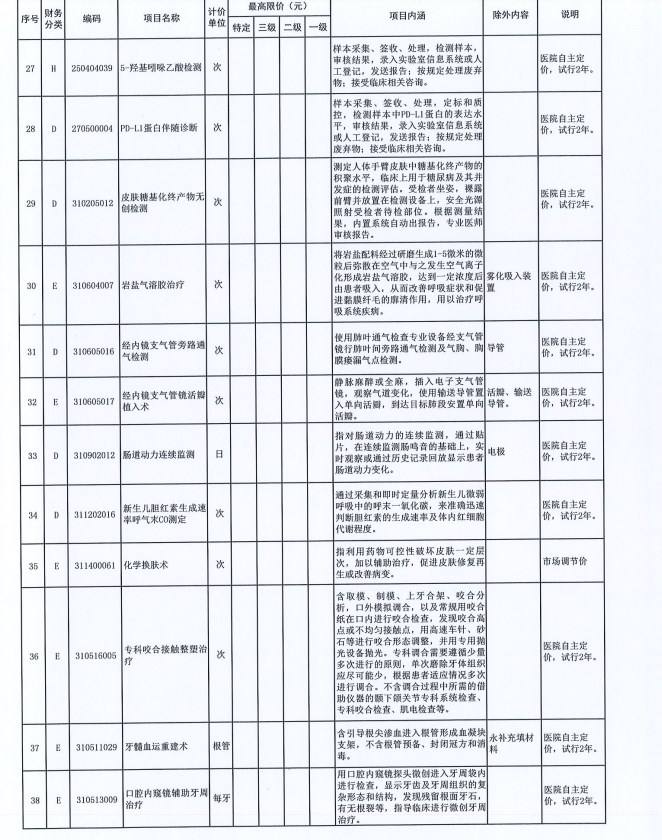 序号 财务分类 编码 项目名称 计价单位 最高限价（元） 项目内涵 除外内容 说明
特定 三级 二级 一级
27 H 250404039 5-羟基吲哚乙酸检测 次
样本采集、签收、处理，检测样本，
审核结果，录入实验室信息系统或人
工登记，发送报告；按规定处理废弃
物；接受临床相关咨询。
医院自主定
价，试行2年。
28 D 270500004 PD-L1蛋白伴随诊断 次
样本采集、签收、处理，定标和质
控，检测样本中PD-L1蛋白的表达水
平，审核结果，录入实验室信息系统
或人工登记，发送报告；按规定处理
废弃物；接受临床相关咨询。
医院自主定
价，试行2年。
29 D 310205012
皮肤糖基化终产物无
创检测
次
测定人体手臂皮肤中糖基化终产物的
积聚水平，临床上用于糖尿病及其并
发症的检测评估。受检者坐姿，裸露
前臂并放置在检测设备上，安全光源
照射受检者待检部位。根据测量结
果，内置系统自动出报告，专业医师
审核报告。
医院自主定
价，试行2年。
30 E 310604007 岩盐气溶胶治疗 次
将岩盐配料经过研磨生成1-5微米的微
粒后弥散在空气中与之发生空气离子
化形成岩盐气溶胶，达到一定浓度后
由患者吸入，从而改善呼吸症状和促
进黏膜纤毛的廓清作用，用以治疗呼
吸系统疾病。
雾化吸入装
置
医院自主定
价，试行2年。
31 D 310605016
经内镜支气管旁路通
气检测
次
使用肺叶通气检查专业设备经支气管
镜行肺叶间旁路通气检测及气胸、胸
膜瘘漏气点检测。
导管
医院自主定
价，试行2年。
32 E 310605017
经内镜支气管镜活瓣
植入术
次
静脉麻醉或全麻，插入电子支气管
镜，观察气道变化，使用输送导管置
入单向活瓣，到达目标肺段安置单向
活瓣。
活瓣、输送
导管。
医院自主定
价，试行2年。
33 D 310902012 肠道动力连续监测 日
指对肠道动力的连续监测，通过贴
片，在连续监测肠鸣音的基础上，实
时观察或通过历史记录回放显示患者
肠道动力变化。
电极
医院自主定
价，试行2年。
34 D 311202016
新生儿胆红素生成速
率呼气末CO测定
次
通过采集和即时定量分析新生儿微弱
呼吸中的呼末一氧化碳，来准确迅速
判断胆红素的生成速率及体内红细胞
代谢程度。
医院自主定
价，试行2年。
35 E 311400061 化学换肤术 次
指利用药物可控性破坏皮肤一定层
次，加以辅助治疗，促进皮肤修复再
生或改善病变。
市场调节价
36 E 310516005
专科咬合接触整塑治
疗
次
含取模、制模、上牙合架、咬合分
析，口外模拟调合，以及常规用咬合
纸在口内进行咬合检查，发现咬合高
点或不均匀接触点，用高速车针、砂
石等进行咬合形态调整，并用专用抛
光设备抛光。专科调合需要遵循少量
多次进行的原则，单次磨除牙体组织
应尽可能少，根据患者适应情况多次
进行调合。不含调合过程中所需的借
助仪器的颞下颌关节专科系统检查、
专科咬合检查、肌电检查等。
医院自主定
价，试行2年。
37 E 310511029 牙髓血运重建术 根管
含引导根尖渗血进入根管形成血凝块
支架，不含根管预备、封闭冠方和消
毒。
永补充填材
料
医院自主定
价，试行2年。
38 E 310513009
口腔内窥镜辅助牙周
治疗
每牙
用口腔内窥镜探头微创进入牙周袋内
进行检查，显示牙齿及牙周组织的复
杂形态和结构，发现残留根面牙石，
有无根裂等，指导临床进行微创牙周
治疗。
医院自主定
价，试行2年。